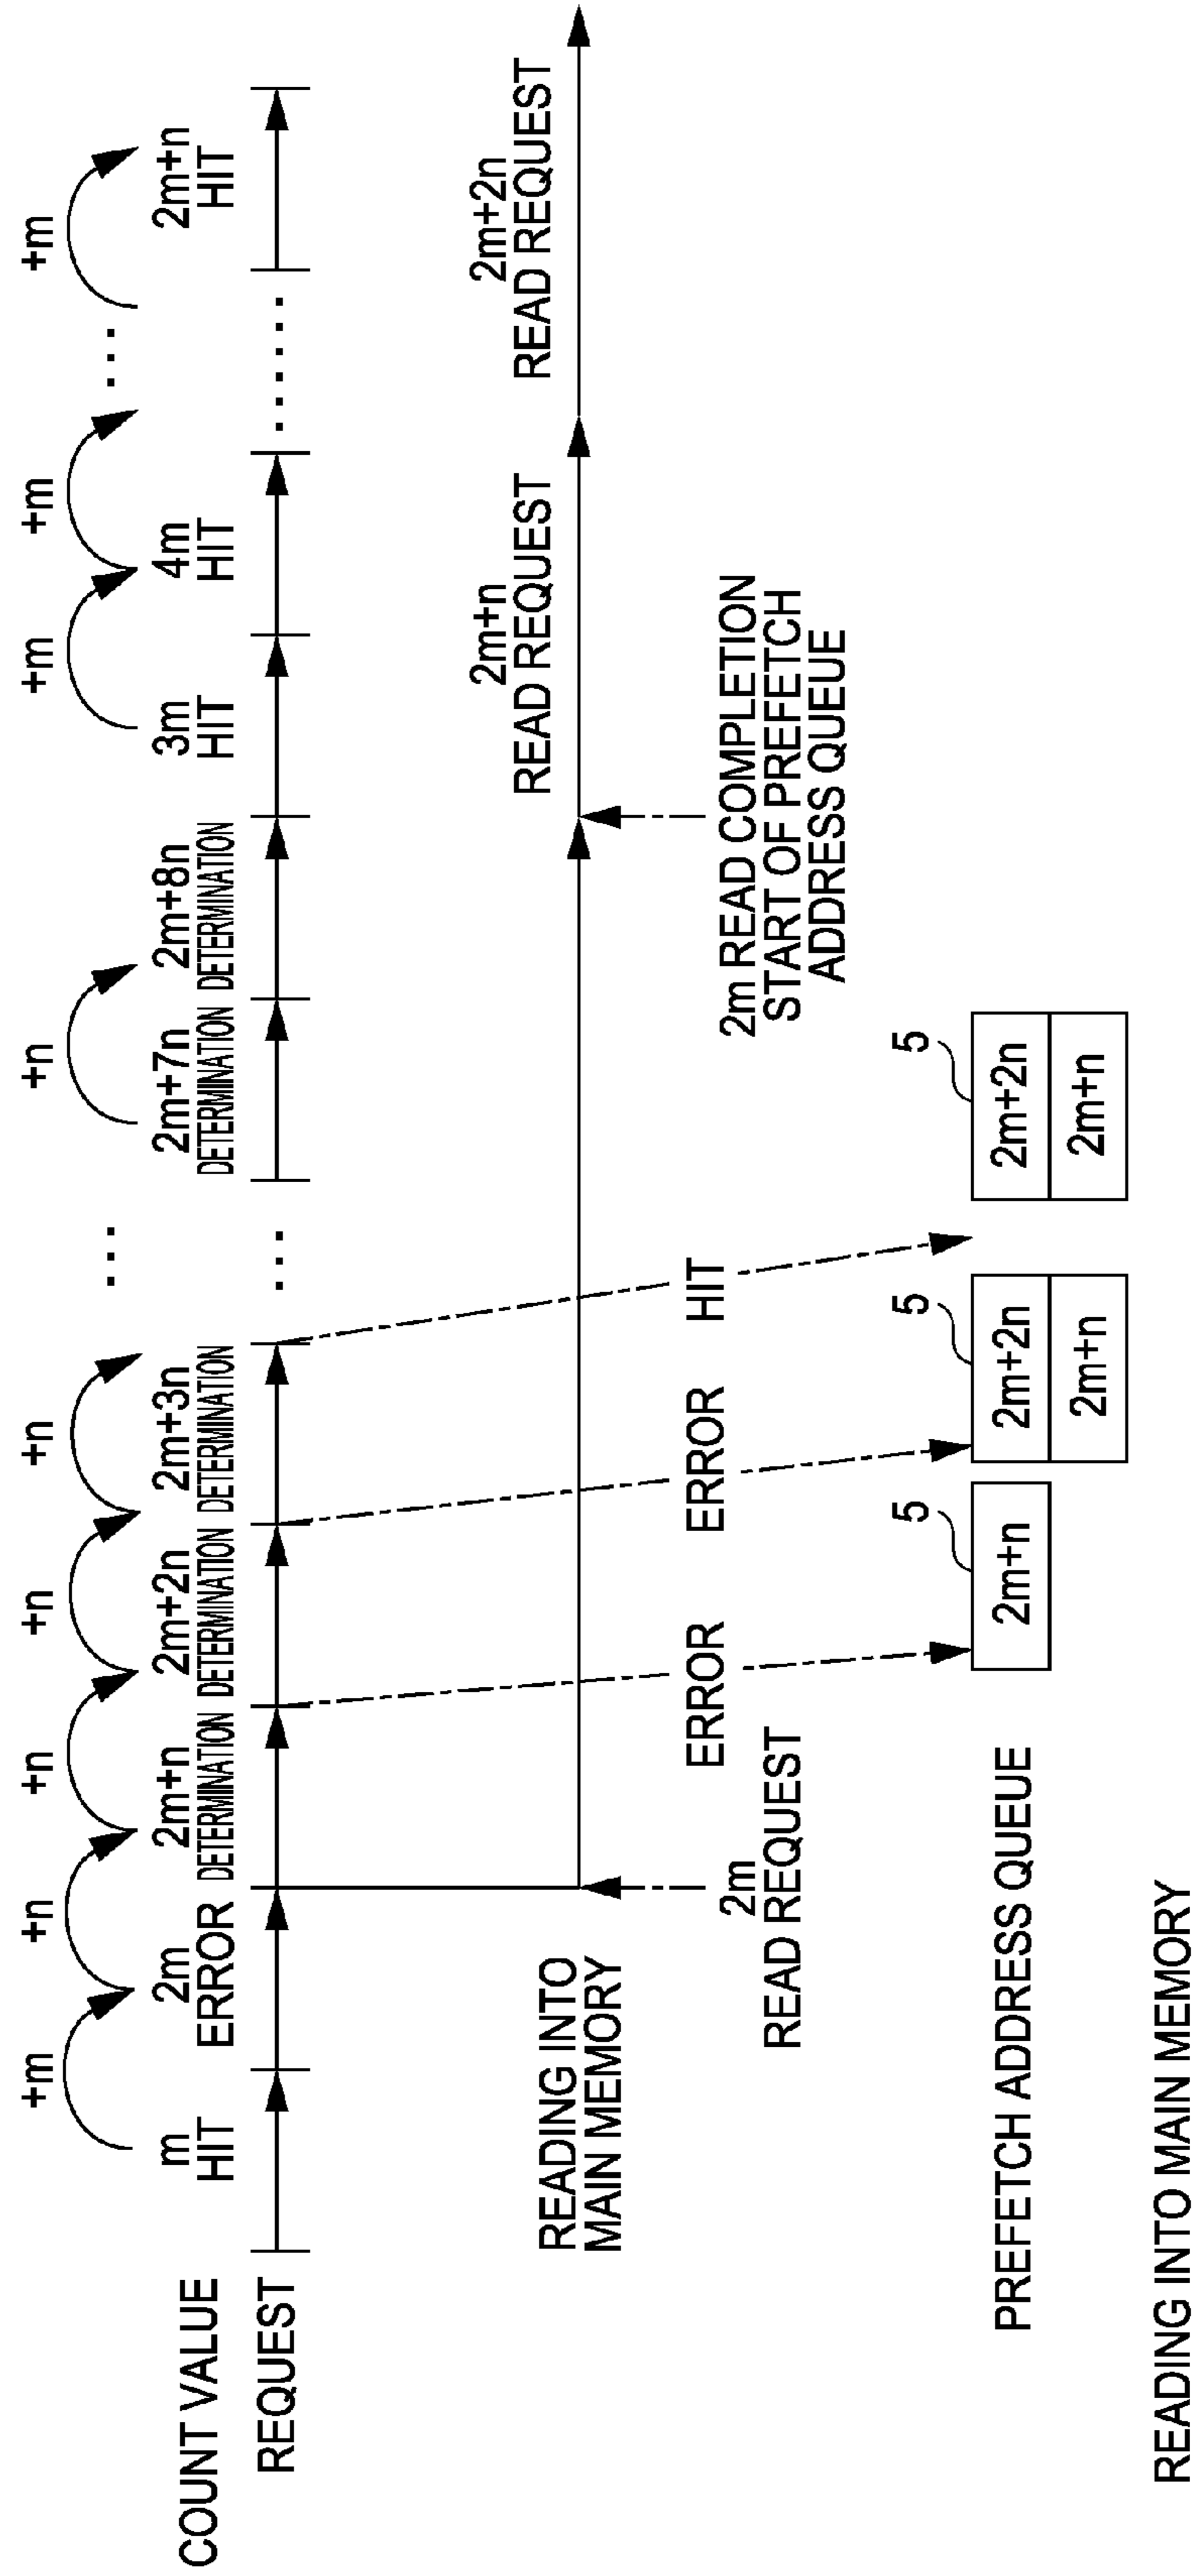 +m
+n
+n
+n
+n
...
+n
+m
+m
...
+m
COUNT VALUE
m
HIT
2m
ERROR
2m+n
DETERMINATION
2m+2n
DETERMINATION
2m+3n
DETERMINATION
2m+7n
DETERMINATION
2m+8n
DETERMINATION
3m
HIT
4m
HIT
2m+n
HIT
REQUEST
...
......
READING INTO
MAIN MEMORY
2m+n
READ REQUEST
2m+2n
READ REQUEST
2m
READ REQUEST
ERROR
ERROR
HIT
2m READ COMPLETION
START OF PREFETCH
ADDRESS QUEUE
PREFETCH ADDRESS QUEUE
5
2m+n
5
2m+2n
2m+n
5
2m+2n
2m+n
READING INTO MAIN MEMORY